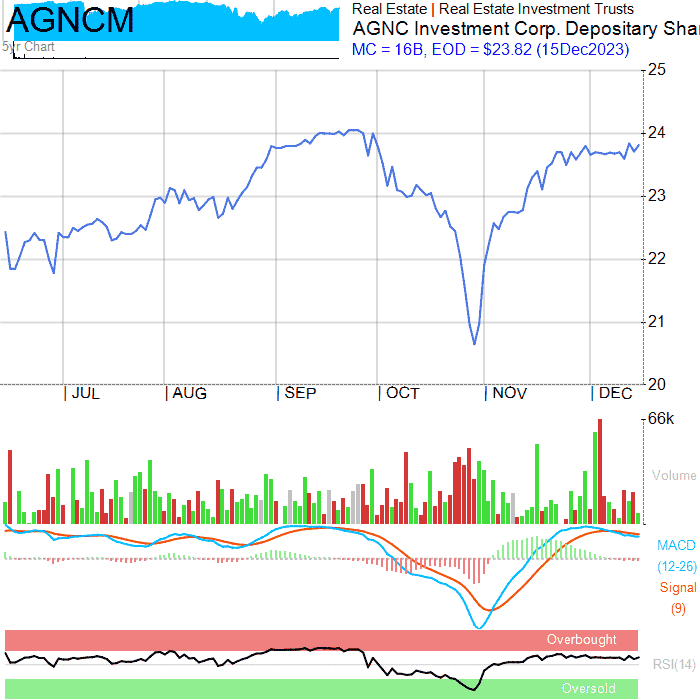 AGNCM
5yr Chart
Real Estate | Real Estate Investment Trusts
AGNC Investment Corp. Depositary Shar
MC = 16B, EOD = $23.82 (15Dec2023)
25
24
23
22
21
20
| JUL | AUG | SEP | OCT | NOV | DEC
66k
Volume
MACD
(12-26)
Signal
(9)
Overbought
RSI(14)
Oversold